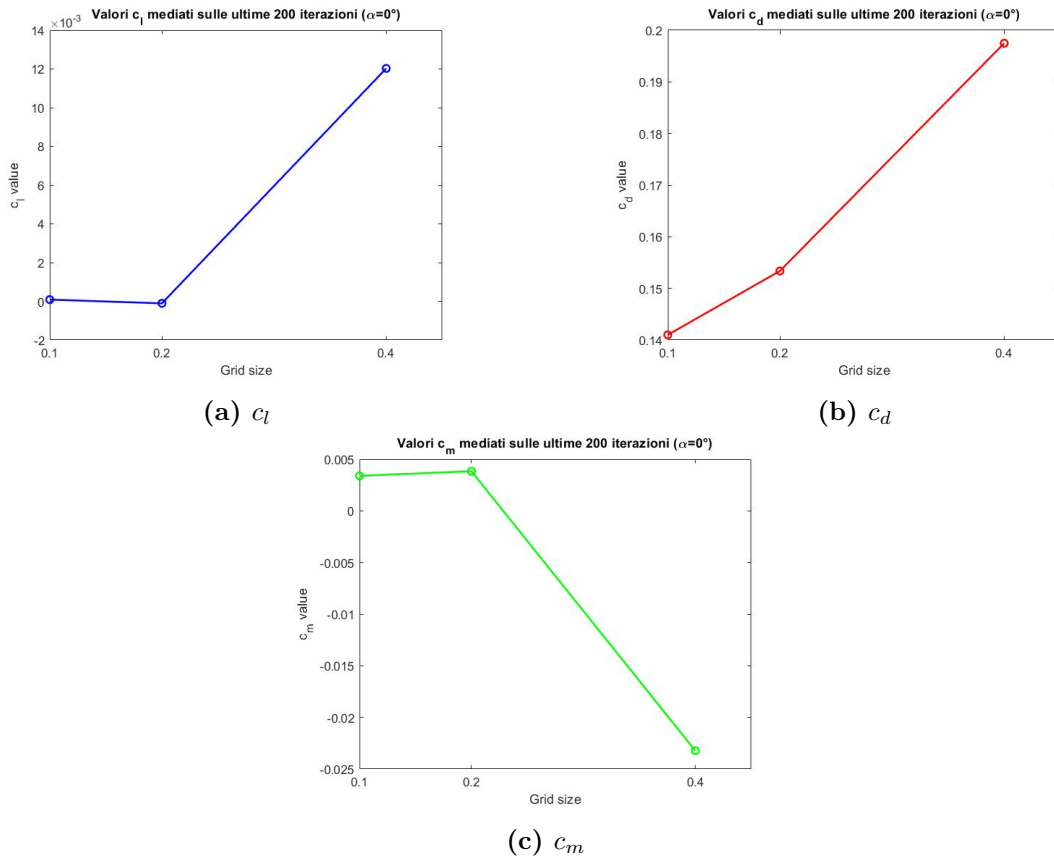 Valori c_l mediati sulle ultime 200 iterazioni (α=0°)
×10^-3
14
12
10
8
6
4
2
0
-2
c_l value
0.1 0.2 0.4
Grid size
(a) c_l
Valori c_d mediati sulle ultime 200 iterazioni (α=0°)
0.2
0.19
0.18
0.17
0.16
0.15
0.14
c_d value
0.1 0.2 0.4
Grid size
(b) c_d
Valori c_m mediati sulle ultime 200 iterazioni (α=0°)
0.005
0
-0.005
-0.01
-0.015
-0.02
-0.025
c_m value
0.1 0.2 0.4
Grid size
(c) c_m